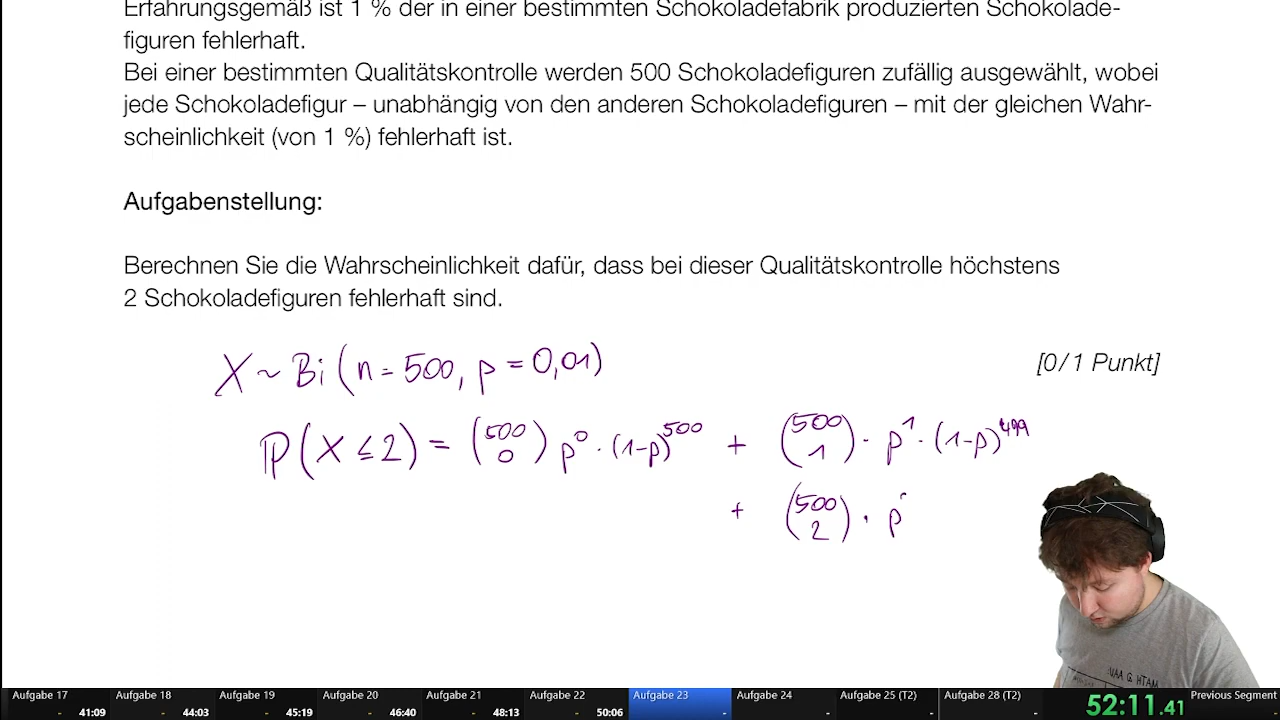 Erfahrungsgemäß ist 1 % der in einer bestimmten Schokoladefabrik produzierten Schokolade-
figuren fehlerhaft.
Bei einer bestimmten Qualitätskontrolle werden 500 Schokoladefiguren zufällig ausgewählt, wobei
jede Schokoladefigur – unabhängig von den anderen Schokoladefiguren – mit der gleichen Wahr-
scheinlichkeit (von 1 %) fehlerhaft ist.
Aufgabenstellung:
Berechnen Sie die Wahrscheinlichkeit dafür, dass bei dieser Qualitätskontrolle höchstens
2 Schokoladefiguren fehlerhaft sind.
X ~ Bi (n = 500, p = 0,01)
[0/1 Punkt]
ℙ(X ≤ 2) = (500 0) p⁰ · (1-p)⁵⁰⁰ + (500 1) · p¹ · (1-p)⁴⁹⁹
+ (500 2) · p
Aufgabe 17 Aufgabe 18 Aufgabe 19 Aufgabe 20 Aufgabe 21 Aufgabe 22 Aufgabe 23 Aufgabe 24 Aufgabe 25 (T2) Aufgabe 28 (T2) 52:11.41 Previous Segment
- 41:09 - 44:03 - 45:19 - 46:40 - 48:13 - 50:06 - - - - -